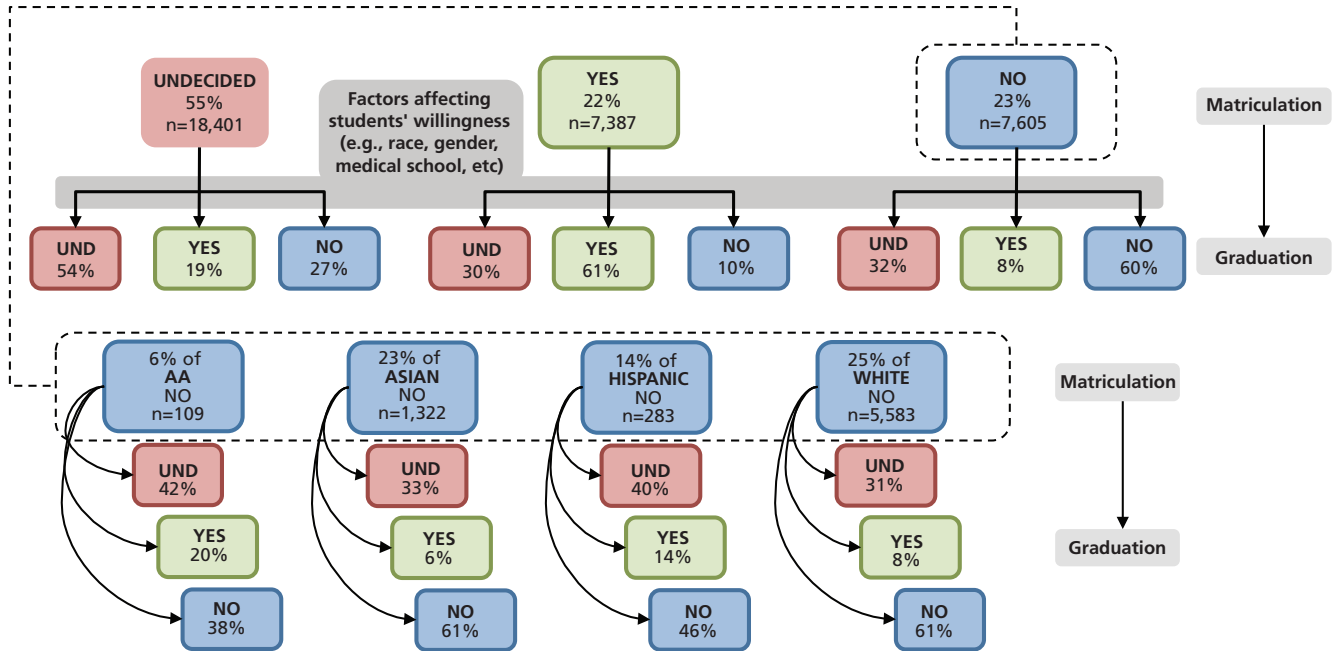 UNDECIDED
55%
n=18,401
Factors affecting
students' willingness
(e.g., race, gender,
medical school, etc)
YES
22%
n=7,387
NO
23%
n=7,605
Matriculation
UND
54%
YES
19%
NO
27%
UND
30%
YES
61%
NO
10%
UND
32%
YES
8%
NO
60%
Graduation
6% of
AA
NO
n=109
23% of
ASIAN
NO
n=1,322
14% of
HISPANIC
NO
n=283
25% of
WHITE
NO
n=5,583
Matriculation
UND
42%
UND
33%
UND
40%
UND
31%
YES
20%
YES
6%
YES
14%
YES
8%
Graduation
NO
38%
NO
61%
NO
46%
NO
61%